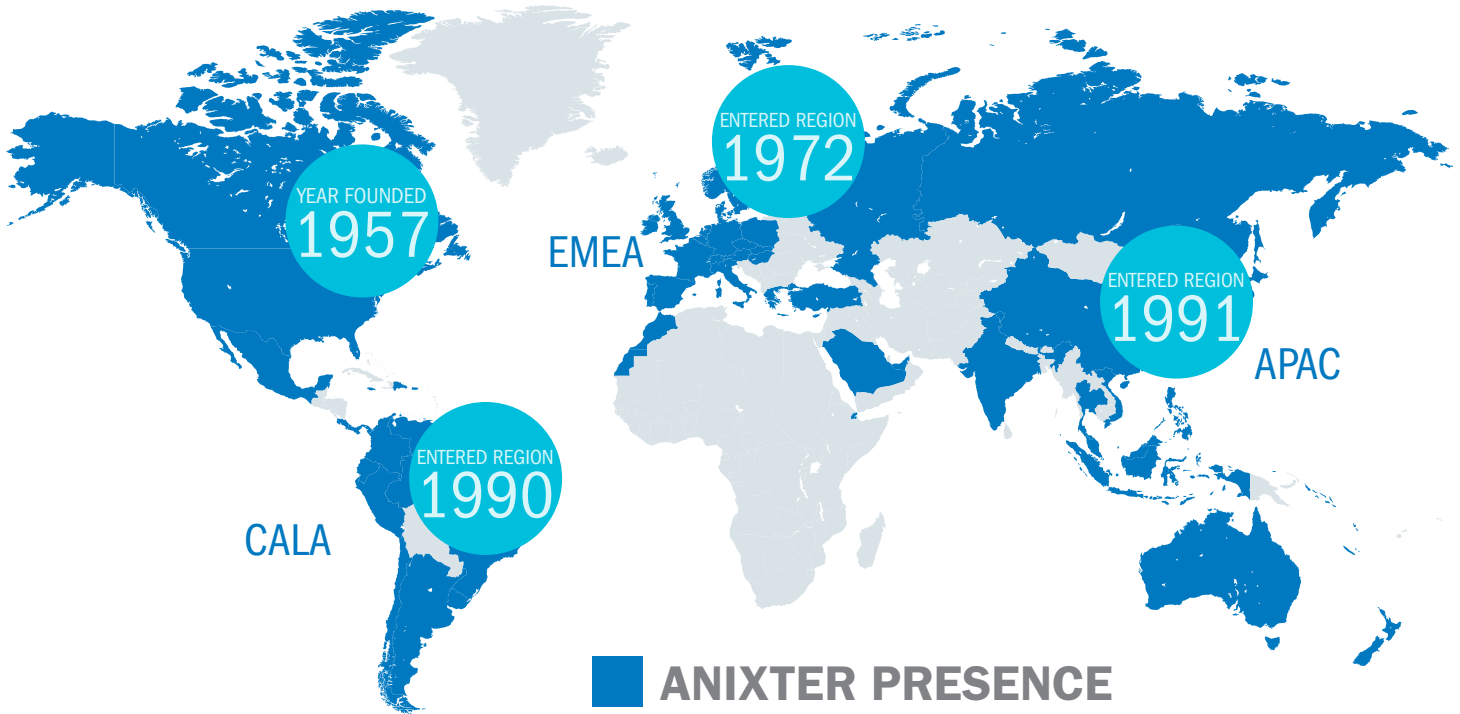 YEAR FOUNDED
1957
ENTERED REGION
1972
EMEA
ENTERED REGION
1991
APAC
ENTERED REGION
1990
CALA
ANIXTER PRESENCE